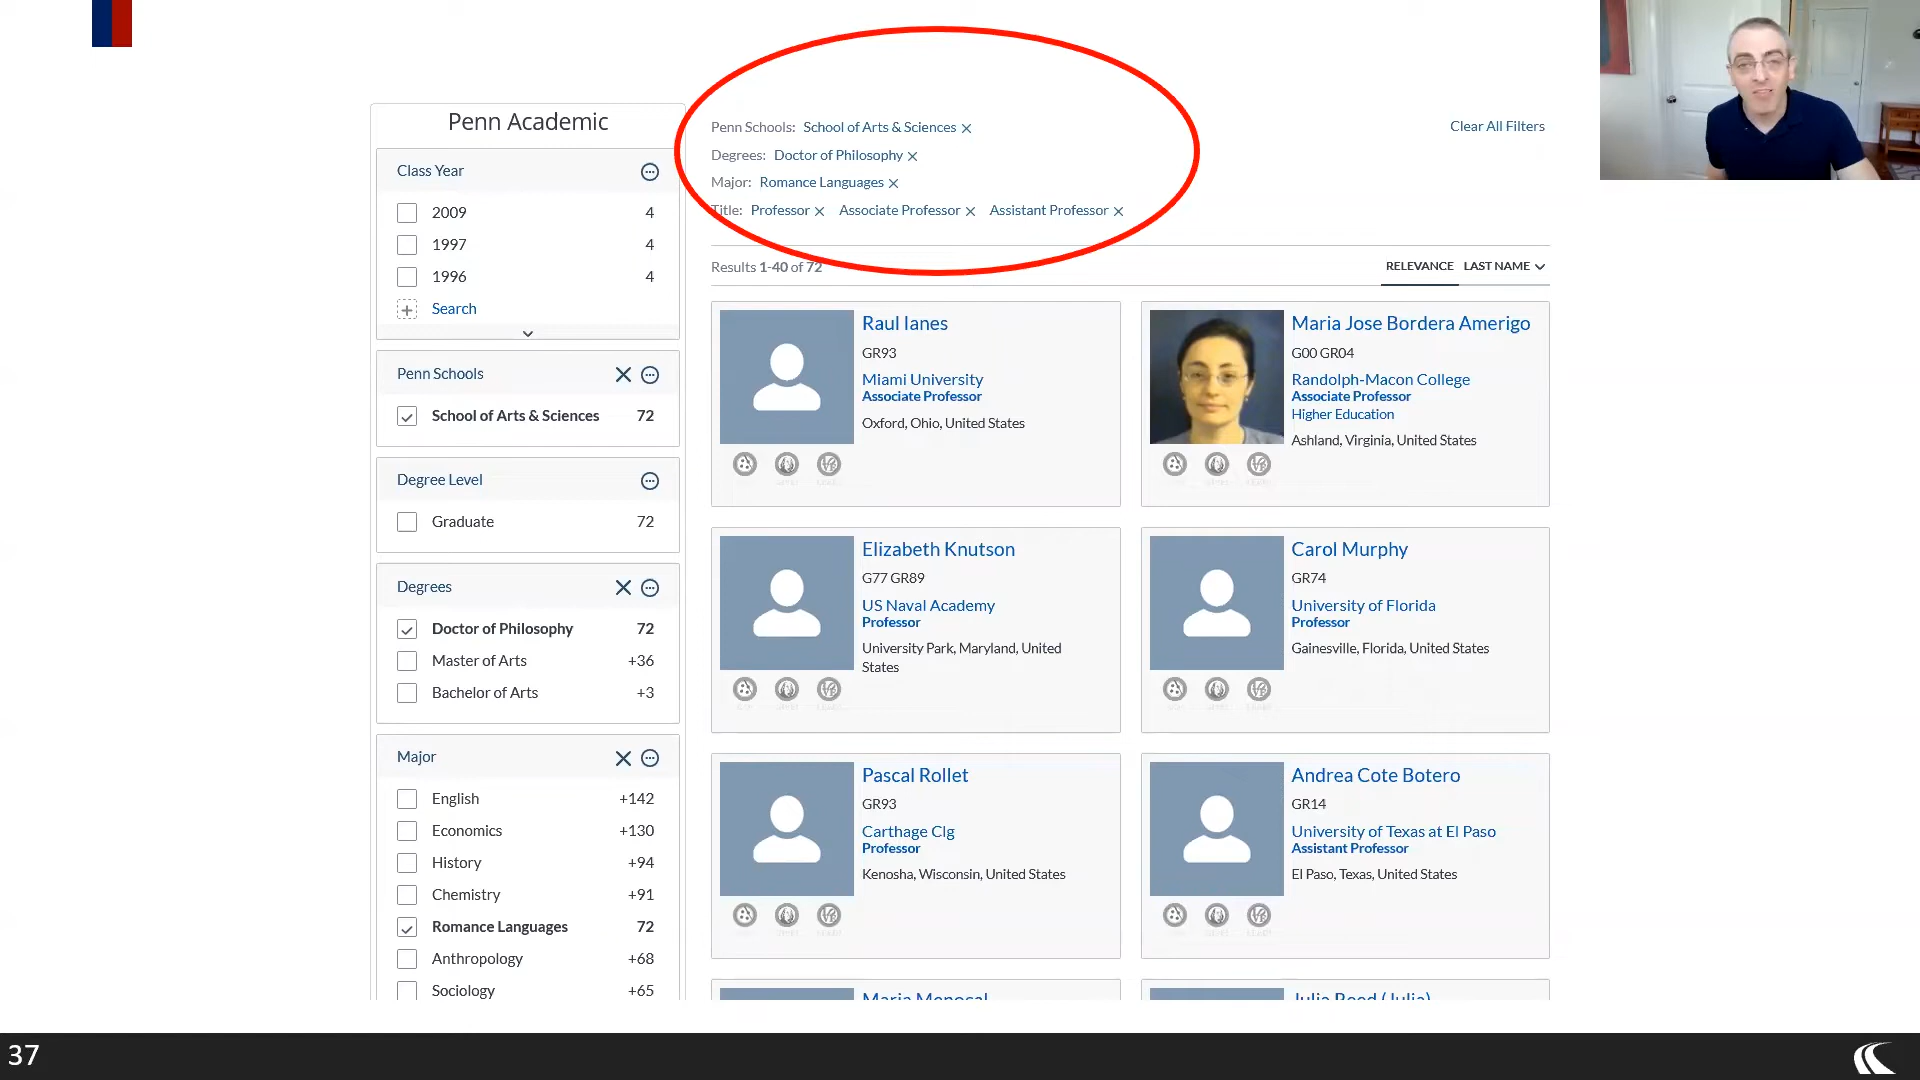 Penn Academic
Class Year
2009 4
1997 4
1996 4
Search
Penn Schools
School of Arts & Sciences 72
Degree Level
Graduate 72
Degrees
Doctor of Philosophy 72
Master of Arts +36
Bachelor of Arts +3
Major
English +142
Economics +130
History +94
Chemistry +91
Romance Languages 72
Anthropology +68
Sociology +65
Penn Schools: School of Arts & Sciences
Degrees: Doctor of Philosophy
Major: Romance Languages
Title: Professor Associate Professor Assistant Professor
Clear All Filters
Results 1-40 of 72
RELEVANCE LAST NAME
Raul Ianes
GR93
Miami University
Associate Professor
Oxford, Ohio, United States
Maria Jose Bordera Amerigo
G00 GR04
Randolph-Macon College
Associate Professor
Higher Education
Ashland, Virginia, United States
Elizabeth Knutson
G77 GR89
US Naval Academy
Professor
University Park, Maryland, United
States
Carol Murphy
GR74
University of Florida
Professor
Gainesville, Florida, United States
Pascal Rollet
GR93
Carthage Clg
Professor
Kenosha, Wisconsin, United States
Andrea Cote Botero
GR14
University of Texas at El Paso
Assistant Professor
El Paso, Texas, United States
Maria Menocal
Julia Reed (Julia)
37